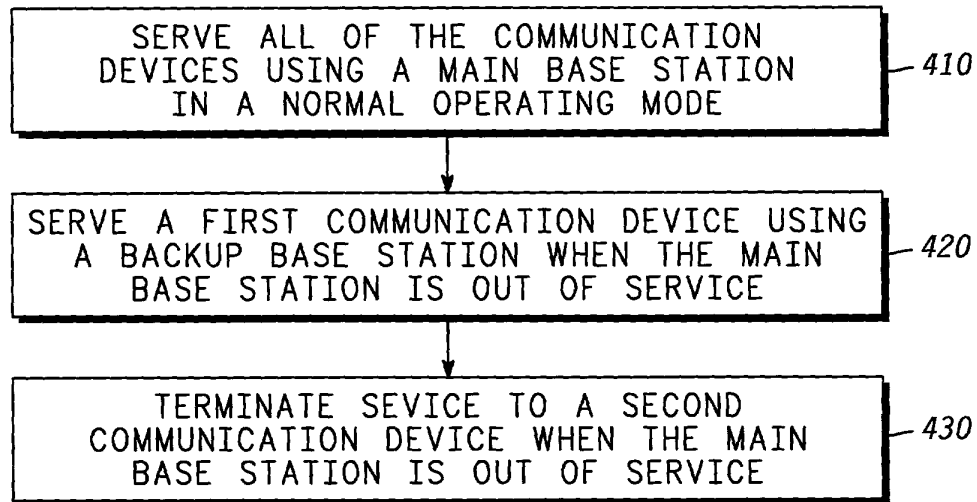 SERVE ALL OF THE COMMUNICATION
DEVICES USING A MAIN BASE STATION
IN A NORMAL OPERATING MODE
410
SERVE A FIRST COMMUNICATION DEVICE USING
A BACKUP BASE STATION WHEN THE MAIN
BASE STATION IS OUT OF SERVICE
420
TERMINATE SEVICE TO A SECOND
COMMUNICATION DEVICE WHEN THE MAIN
BASE STATION IS OUT OF SERVICE
430